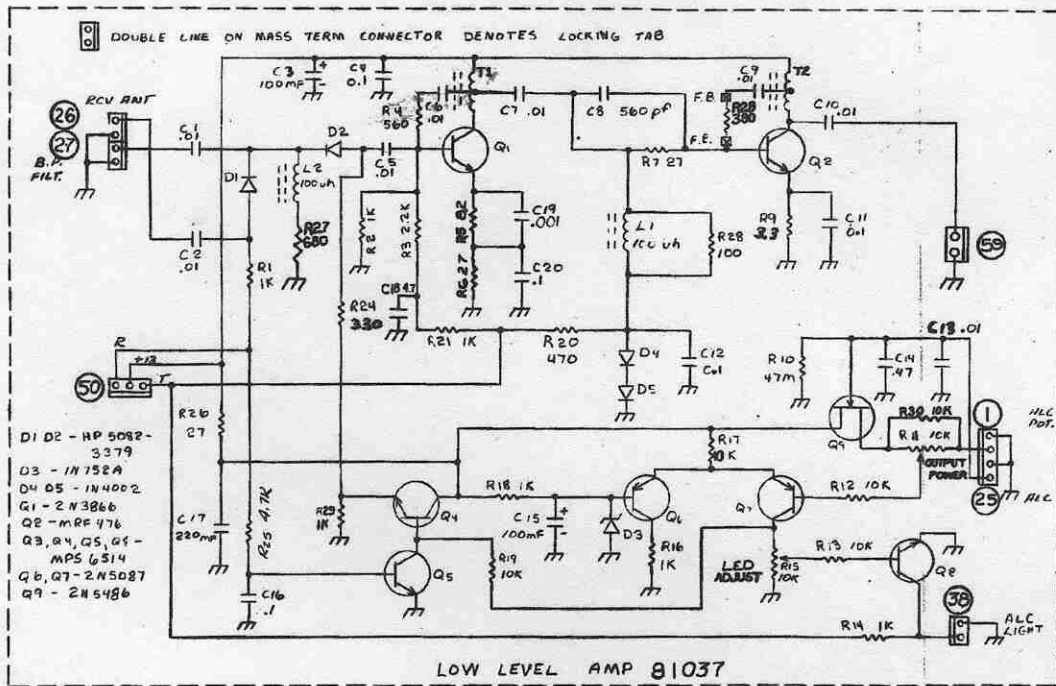 DOUBLE LINE ON MASS TERM CONNECTOR DENOTES LOCKING TAB
C3 100mF + -
C4 0.1
T1
C9 .01
T2
26
RCV ANT
27
B.P. FILT.
C1 .01
D2
R4 560
C6 .01
C7 .01
C8 560pf
F.B.
R28 380
C10 .01
F.E.
C5 .01
Q1
R7 27
Q2
D1
L2 100uh
C2 .01
R27 680
R2 1K
R3 2.2K
R5 8.2
C19 .001
L1 100uh
R28 100
R9 3.3
C11
59
R1 1K
R6 27
C20 .1
R24 330
C18 4.7
R21 1K
R20 470
D4
D5
C12
R10 47m
C14 .47
C13 .01
R
+13
T
50
R26 27
Q9
R30 10K
R11 10K
OUTPUT POWER
1
POT.
25
ALC
D1 D2 - HP 5082-
3379
D3 - 1N752A
D4 D5 - 1N4002
Q1 - 2N3866
Q2 - MRF476
Q3, Q4, Q5, Q8 -
MPS 6514
Q6, Q7 - 2N5087
Q9 - 2N5486
R17 10K
R18 1K
C15 100mF + -
D3
Q6
Q7
R12 10K
C17 220mF
R25 4.7K
R29 1K
Q4
Q5
R19 10K
R16 1K
LED ADJUST
R15 10K
R13 10K
Q8
C16 .1
38
ALC LIGHT
R14 1K
LOW LEVEL AMP 81037